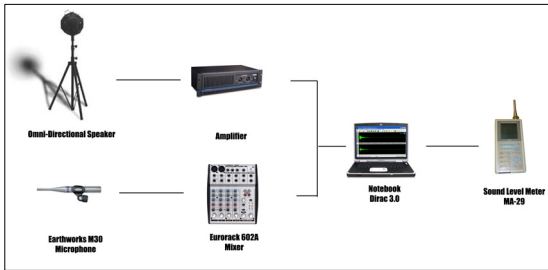 Omni-Directional Speaker
Amplifier
Earthworks M30
Microphone
Eurorack 602A
Mixer
Notebook
Dirac 3.0
Sound Level Meter
MA-29